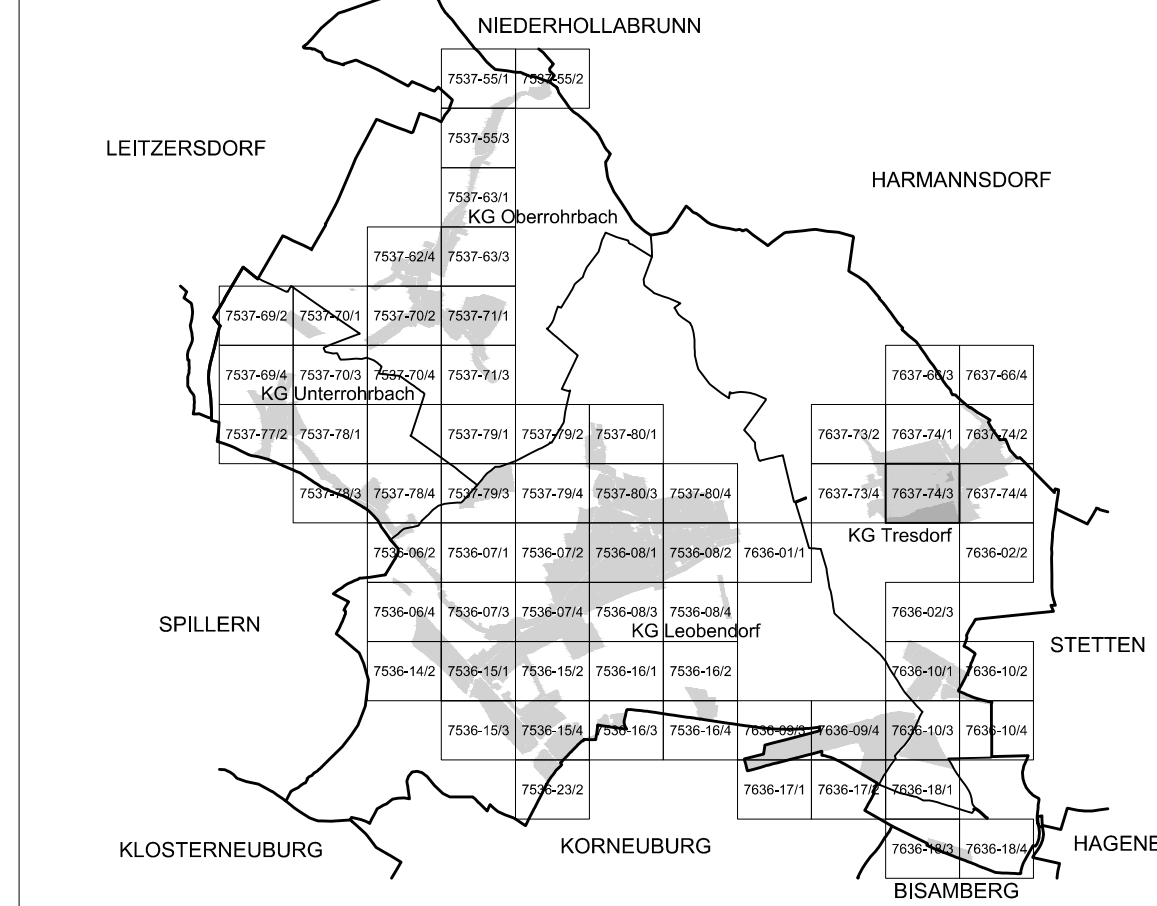 NIEDERHOLLABRUNN
7537-55/1 7537-55/2
7537-55/3
LEITZERSDORF
HARMANNSDORF
7537-63/1
KG Oberrohrbach
7537-62/4 7537-63/3
7537-69/2 7537-70/1 7537-70/2 7537-71/1
7537-69/4 7537-70/3 7537-70/4 7537-71/3 7637-66/3 7637-66/4
KG Unterrohrbach
7537-77/2 7537-78/1 7537-79/1 7537-79/2 7537-80/1 7637-73/2 7637-74/1 7637-74/2
7537-78/3 7537-78/4 7537-79/3 7537-79/4 7537-80/3 7537-80/4 7637-73/4 7637-74/3 7637-74/4
KG Tresdorf
7536-06/2 7536-07/1 7536-07/2 7536-08/1 7536-08/2 7636-01/1 7636-02/2
7536-06/4 7536-07/3 7536-07/4 7536-08/3 7536-08/4 7636-02/3
SPILLERN
KG Leobendorf
STETTEN
7536-14/2 7536-15/1 7536-15/2 7536-16/1 7536-16/2 7636-10/1 7636-10/2
7536-15/3 7536-15/4 7536-16/3 7536-16/4 7636-09/3 7636-09/4 7636-10/3 7636-10/4
7536-23/2 7636-17/1 7636-17/2 7636-18/1
KLOSTERNEUBURG
KORNEUBURG
HAGENE
7636-18/3 7636-18/4
BISAMBERG